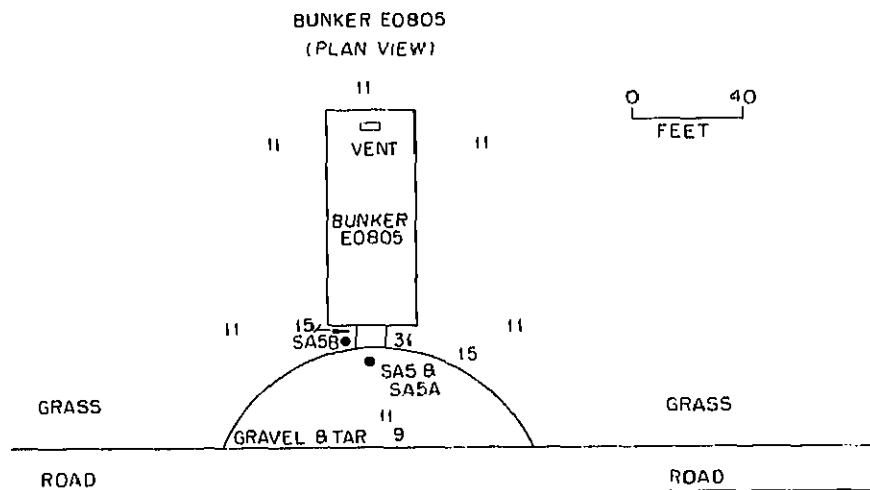 BUNKER E0805
(PLAN VIEW)
11
0 40
FEET
11
VENT
11
BUNKER
E0805
11
15
11
SA5B
31
15
SA5 &
SA5A
GRASS
GRASS
11
GRAVEL & TAR 9
ROAD
ROAD